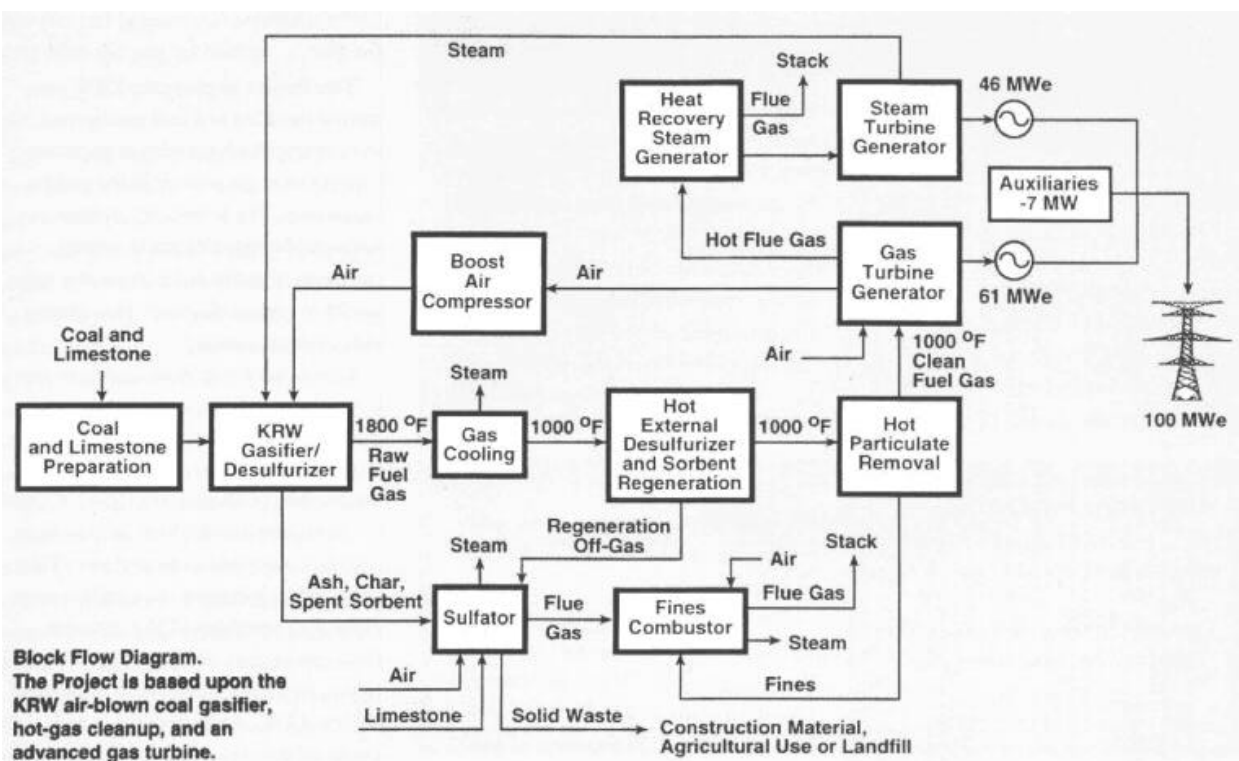 Steam
Stack
46 MWe
Heat
Recovery
Steam
Generator
Flue
Gas
Steam
Turbine
Generator
Auxiliaries
-7 MW
Hot Flue Gas
Gas
Turbine
Generator
61 MWe
Air
Boost
Air
Compressor
Air
Coal and
Limestone
Air
1000 °F
Clean
Fuel Gas
100 MWe
Steam
Coal
and Limestone
Preparation
KRW
Gasifier/
Desulfurizer
1800 °F
Raw
Fuel
Gas
Gas
Cooling
1000 °F
Hot
External
Desulfurizer
and Sorbent
Regeneration
1000 °F
Hot
Particulate
Removal
Regeneration
Off-Gas
Steam
Stack
Air
Ash, Char,
Spent Sorbent
Sulfator
Flue
Gas
Fines
Combustor
Flue Gas
Steam
Fines
Air
Limestone
Solid Waste
Construction Material,
Agricultural Use or Landfill
Block Flow Diagram.
The Project is based upon the
KRW air-blown coal gasifier,
hot-gas cleanup, and an
advanced gas turbine.